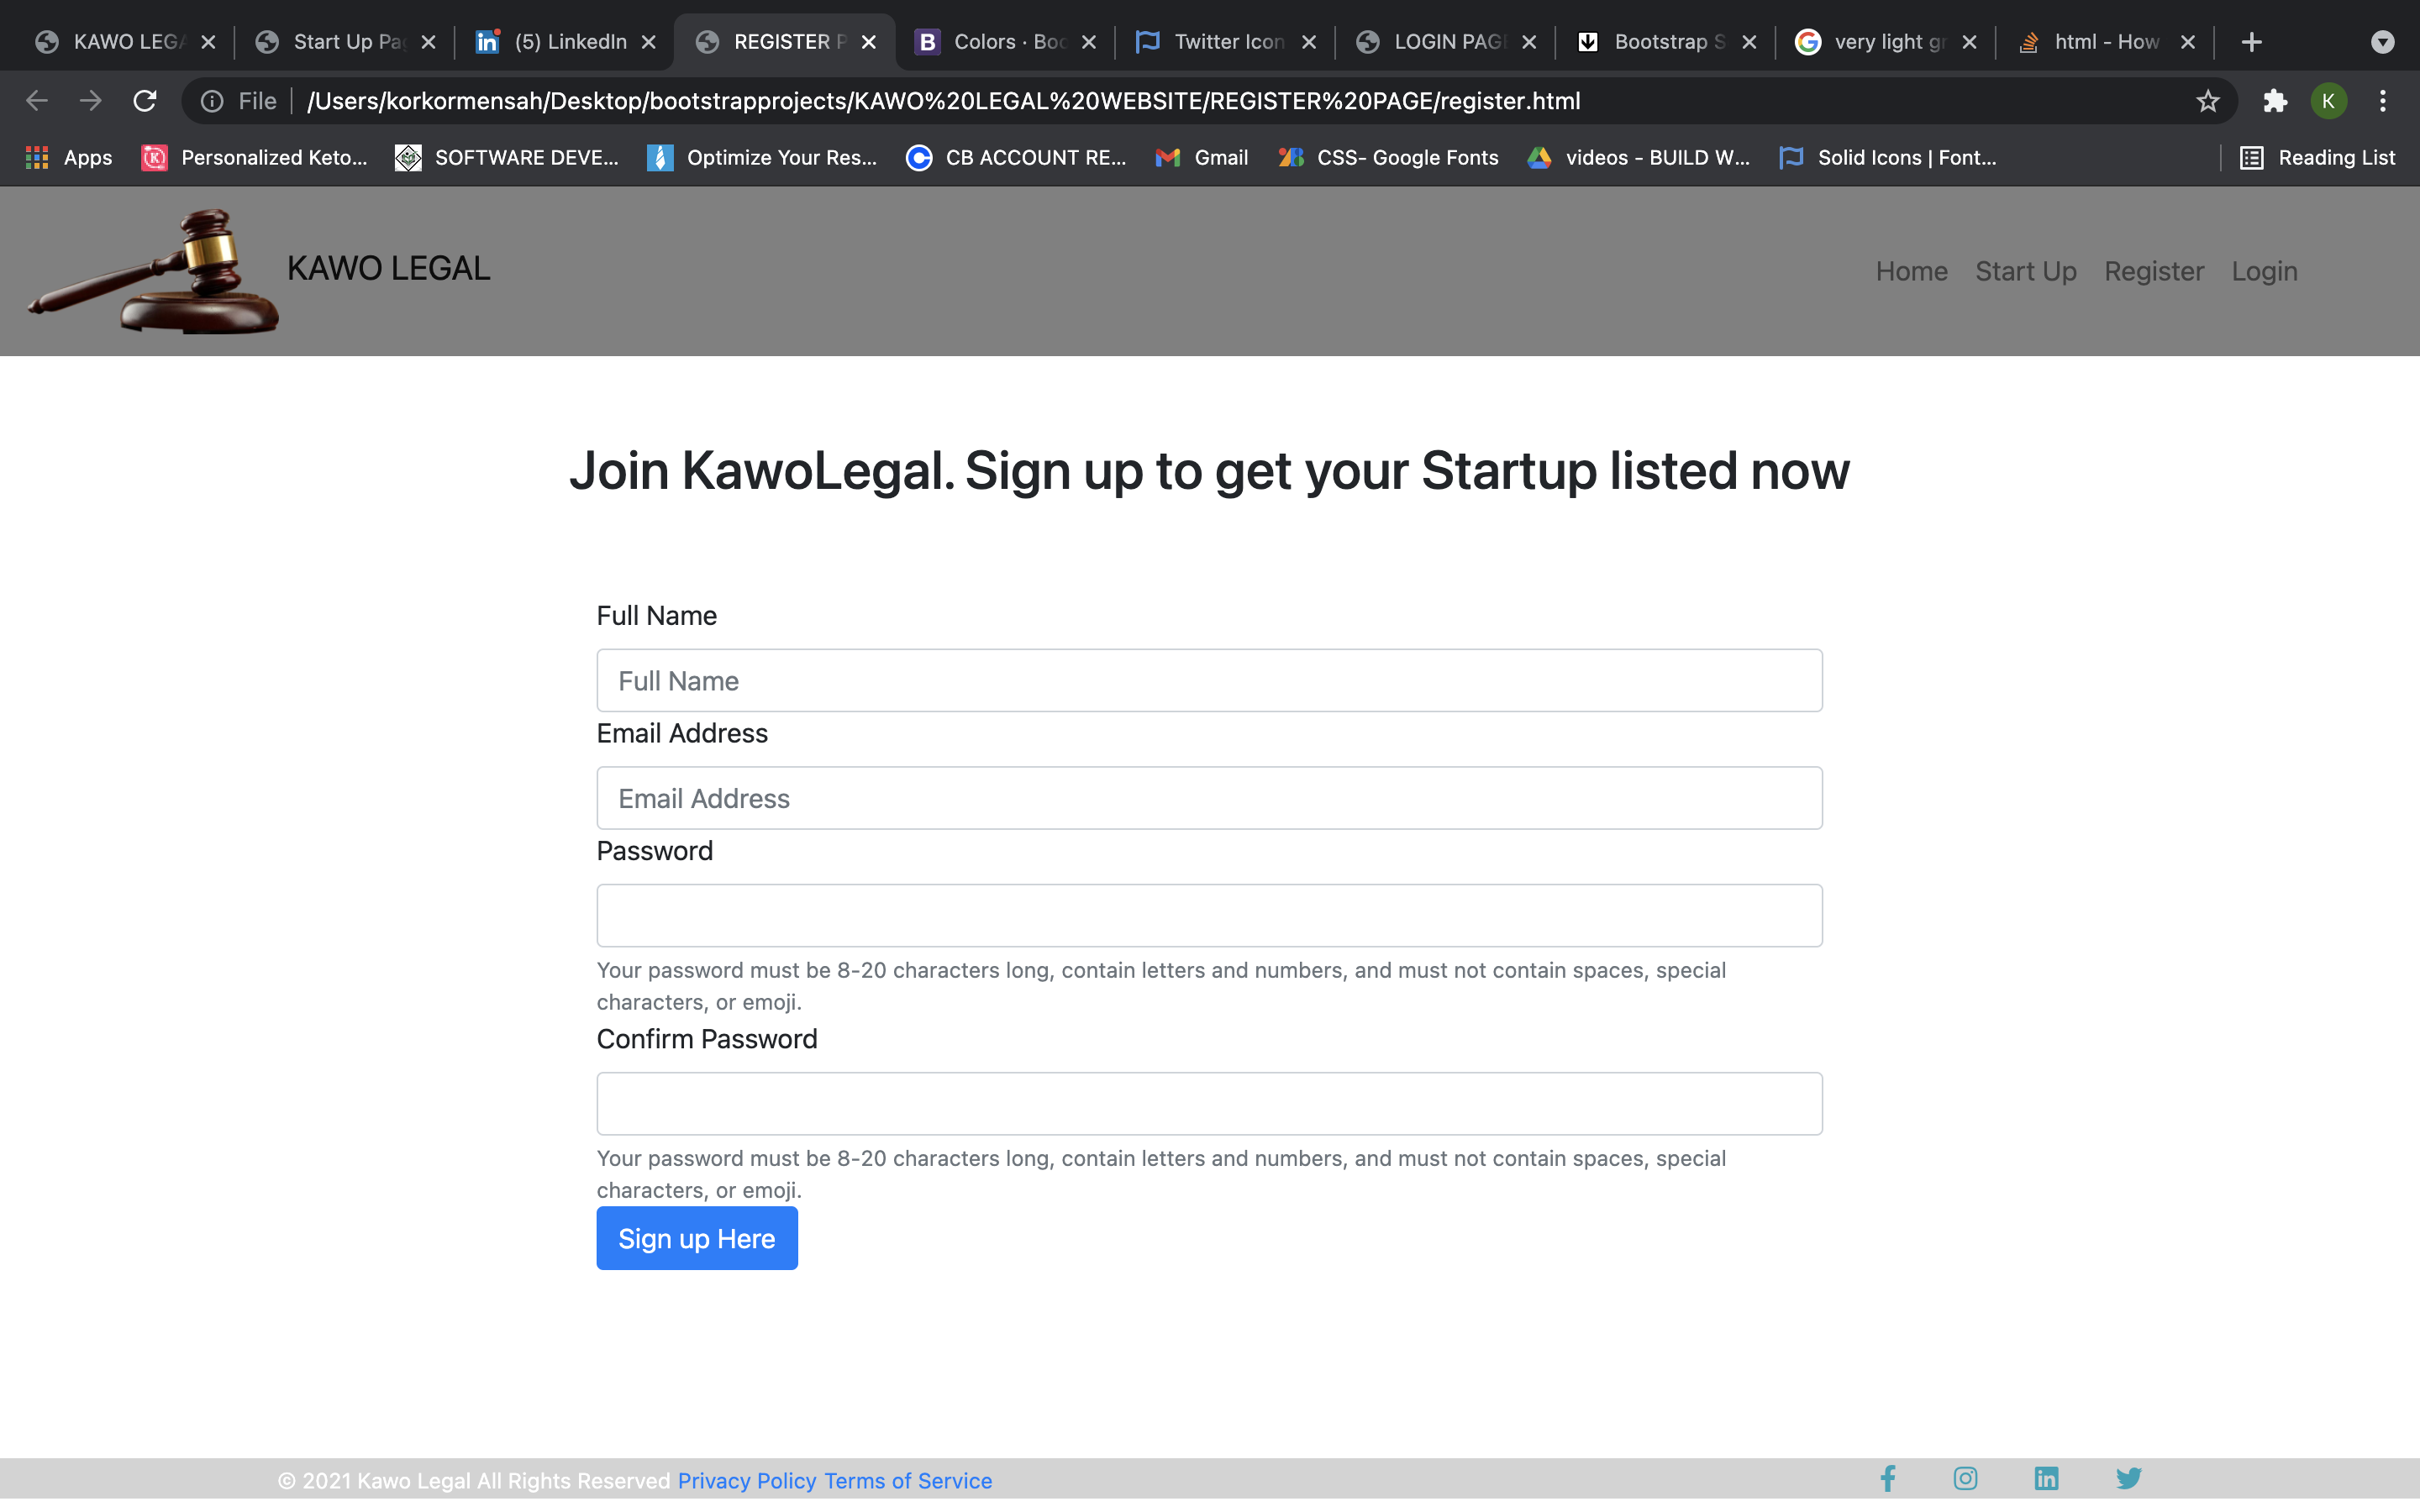 KAWO LEGA
Start Up Pag
(5) LinkedIn
REGISTER P
Colors · Boo
Twitter Icon
LOGIN PAGE
Bootstrap S
very light gr
html - How
File
/Users/korkormensah/Desktop/bootstrapprojects/KAWO%20LEGAL%20WEBSITE/REGISTER%20PAGE/register.html
K
Apps
Personalized Keto...
SOFTWARE DEVE...
Optimize Your Res...
CB ACCOUNT RE...
Gmail
CSS- Google Fonts
videos - BUILD W...
Solid Icons | Font...
Reading List
KAWO LEGAL
Home
Start Up
Register
Login
Join KawoLegal. Sign up to get your Startup listed now
Full Name
Full Name
Email Address
Email Address
Password
Your password must be 8-20 characters long, contain letters and numbers, and must not contain spaces, special
characters, or emoji.
Confirm Password
Your password must be 8-20 characters long, contain letters and numbers, and must not contain spaces, special
characters, or emoji.
Sign up Here
© 2021 Kawo Legal All Rights Reserved Privacy Policy Terms of Service